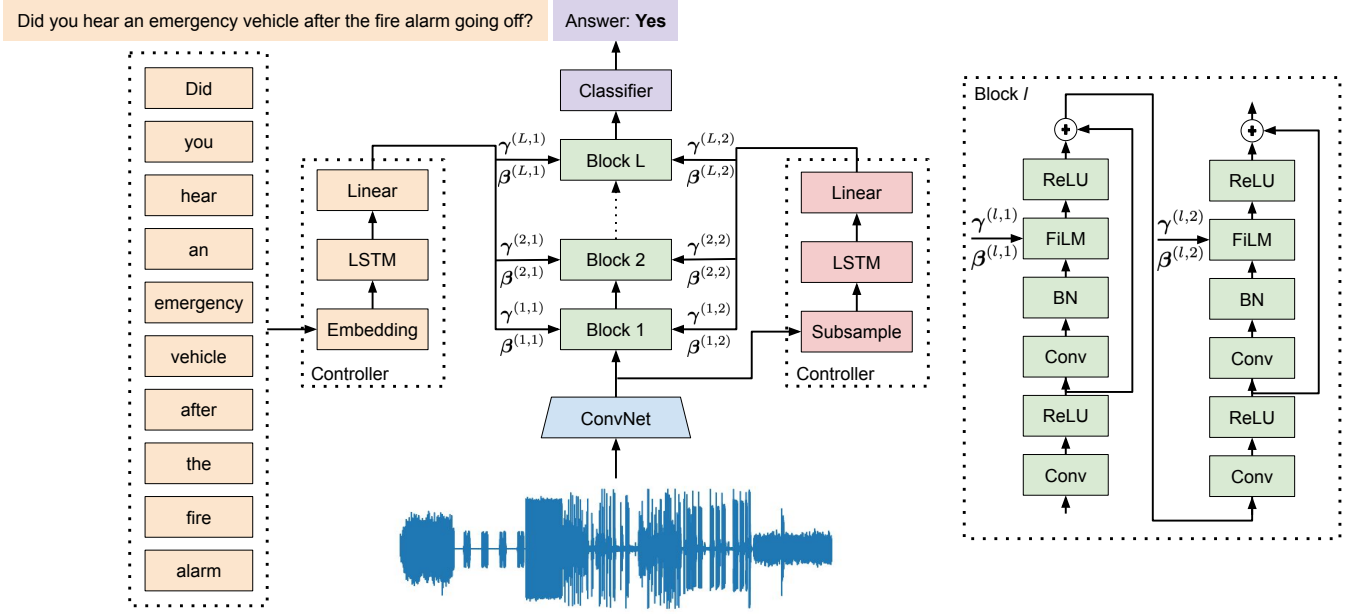 Did you hear an emergency vehicle after the fire alarm going off?
Answer: Yes
Did
you
hear
an
emergency
vehicle
after
the
fire
alarm
Linear
LSTM
Embedding
Controller
Classifier
Block L
Block 2
Block 1
ConvNet
γ^(L,1)
β^(L,1)
γ^(2,1)
β^(2,1)
γ^(1,1)
β^(1,1)
γ^(L,2)
β^(L,2)
γ^(2,2)
β^(2,2)
γ^(1,2)
β^(1,2)
Linear
LSTM
Subsample
Controller
Block l
+
ReLU
γ^(l,1)
β^(l,1)
FiLM
BN
Conv
ReLU
Conv
+
ReLU
γ^(l,2)
β^(l,2)
FiLM
BN
Conv
ReLU
Conv